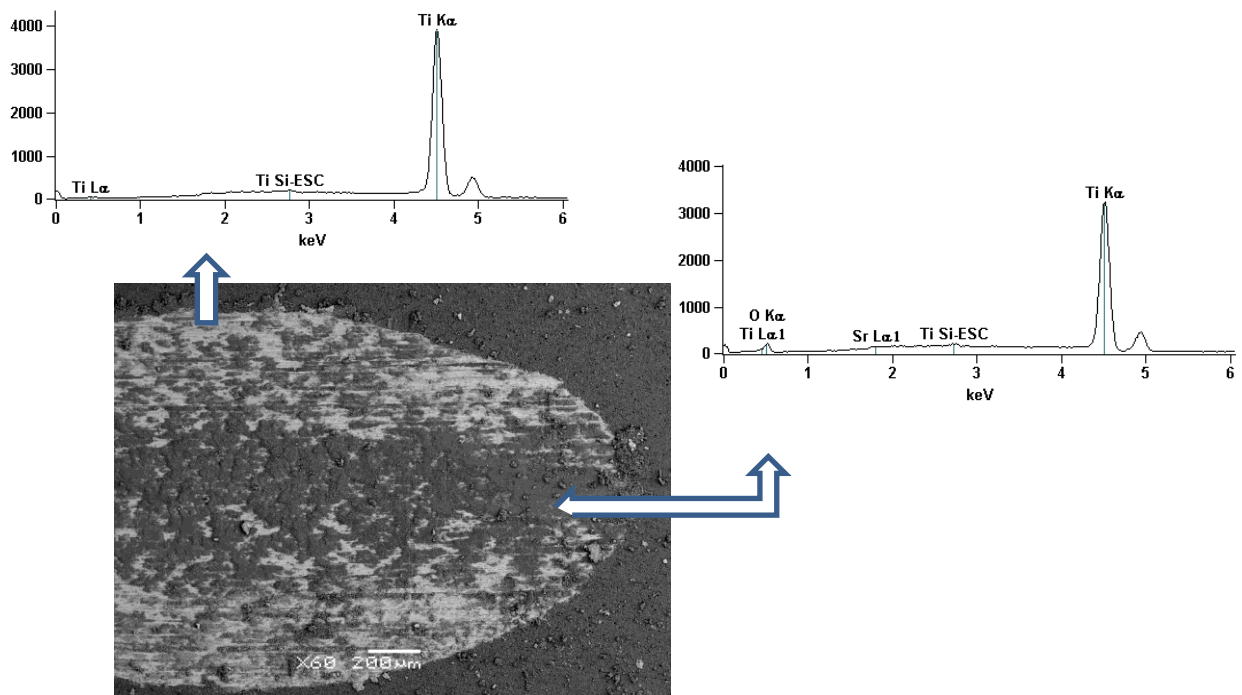 Ti Kα
4000
3000
2000
1000
0
Ti Lα
Ti Si-ESC
0 1 2 3 4 5 6
keV
4000
Ti Kα
3000
2000
1000
O Kα
Ti Lα1
Sr Lα1
Ti Si-ESC
0
0 1 2 3 4 5 6
keV
X60 200µm